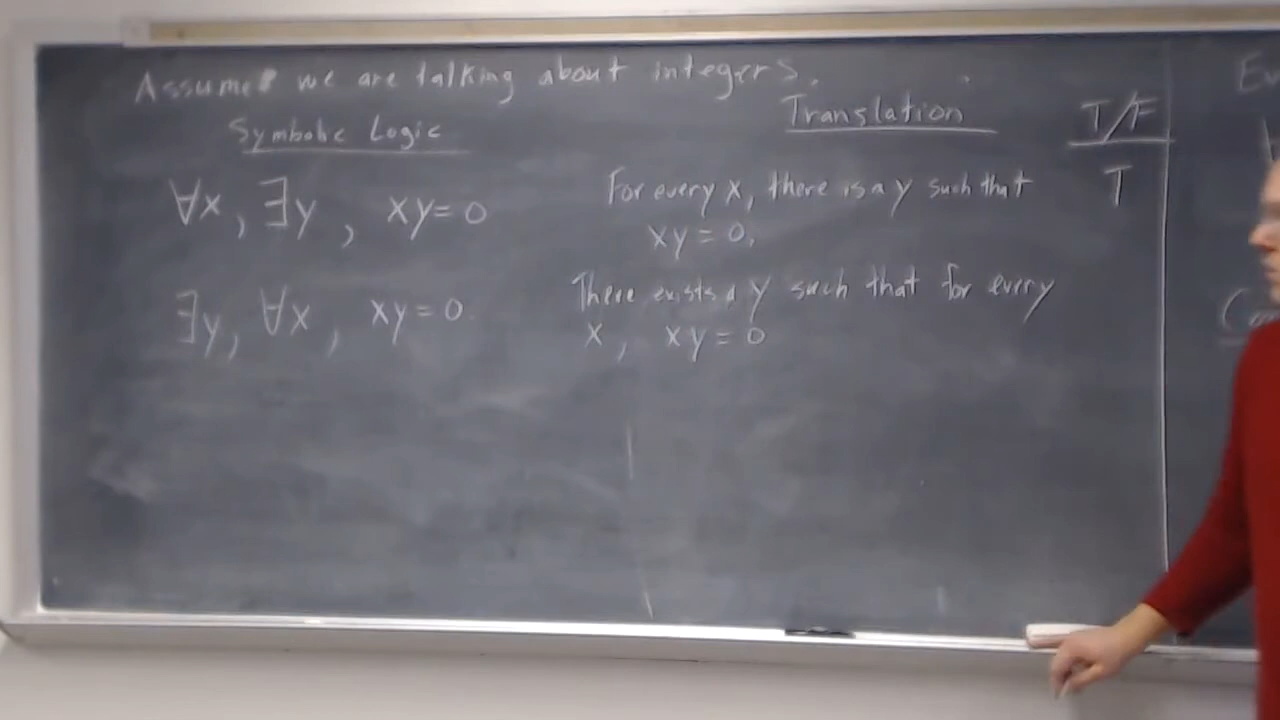 Assume we are talking about integers.
Symbolic Logic
Translation
T/F
∀x, ∃y, xy=0
For every x, there is a y such that
xy=0.
T
∃y, ∀x, xy=0
There exists a y such that for every
x, xy=0